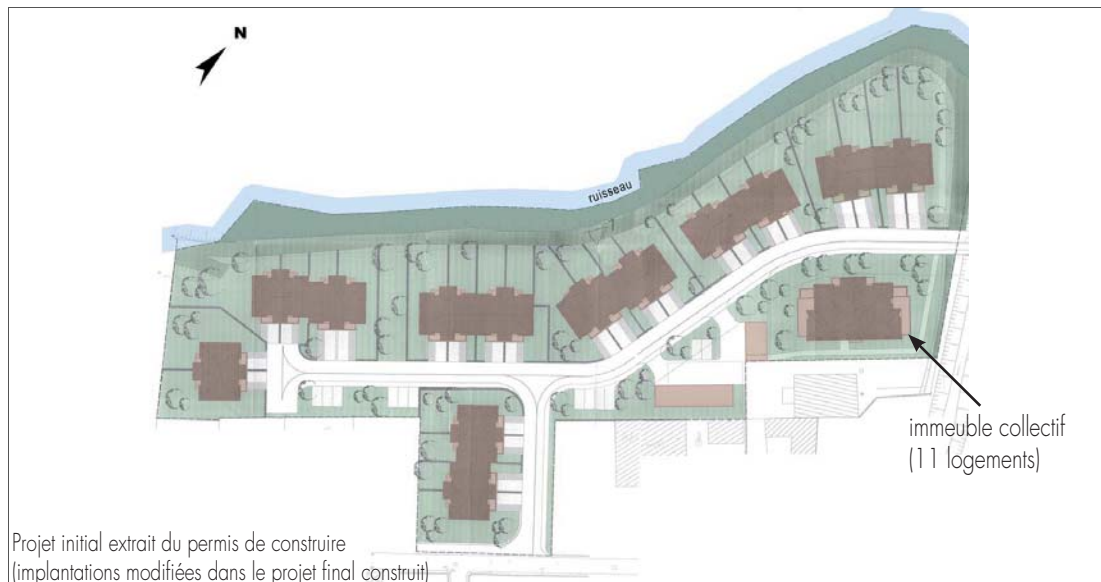 N
ruisseau
immeuble collectif
(11 logements)
Projet initial extrait du permis de construire
(implantations modifiées dans le projet final construit)